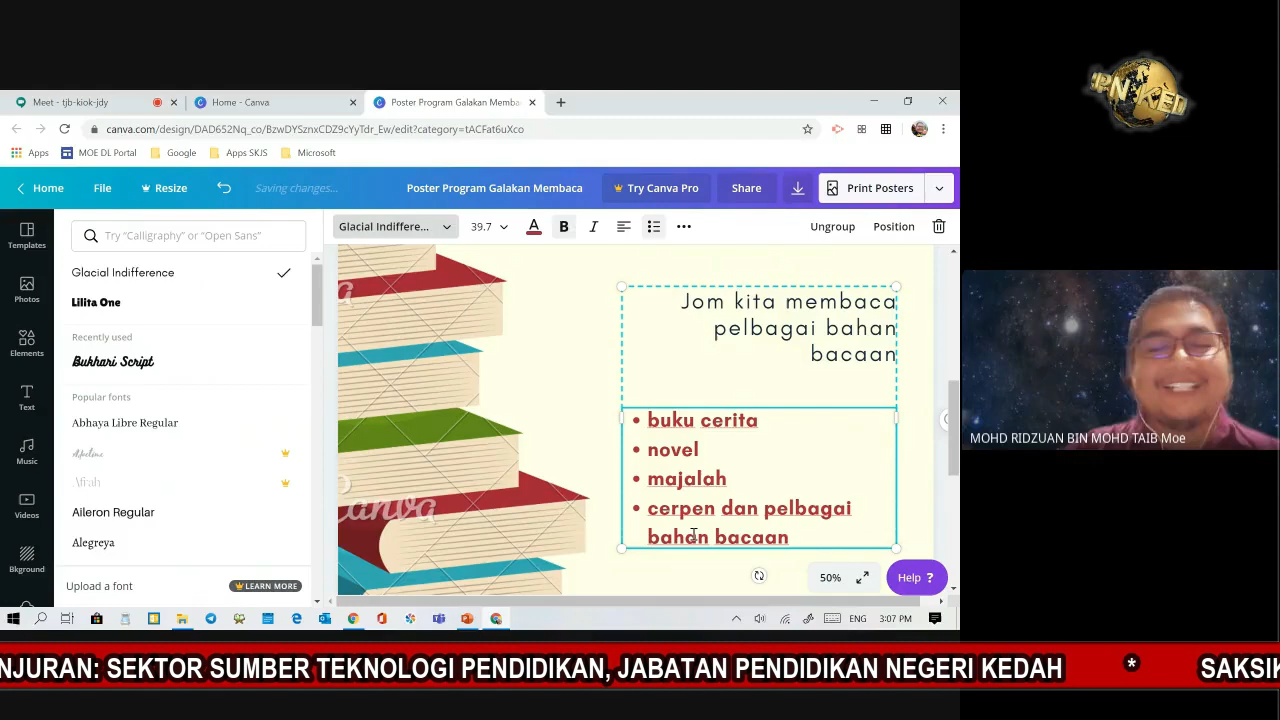 Meet - tjb-kiok-jdy
Home - Canva
Poster Program Galakan Memba
canva.com/design/DAD652Nq_co/BzwDYSznxCDZ9cYyTdr_Ew/edit?category=tACFat6uXco
Apps MOE DL Portal Google Apps SKJS Microsoft
Home File Resize Saving changes... Poster Program Galakan Membaca Try Canva Pro Share Print Posters
Templates
Photos
Elements
Text
Music
Videos
Bkground
Try "Calligraphy" or "Open Sans"
Glacial Indifference
Lilita One
Recently used
Bukhari Script
Popular fonts
Abhaya Libre Regular
Aileron Regular
Alegreya
Upload a font LEARN MORE
Glacial Indiffere... 39.7 A B I Ungroup Position
Jom kita membaca
pelbagai bahan
bacaan
• buku cerita
• novel
• majalah
• cerpen dan pelbagai
bahan bacaan
Canva
50% Help ?
ENG 3:07 PM
MOHD RIDZUAN BIN MOHD TAIB Moe
NJURAN: SEKTOR SUMBER TEKNOLOGI PENDIDIKAN, JABATAN PENDIDIKAN NEGERI KEDAH * SAKSIK